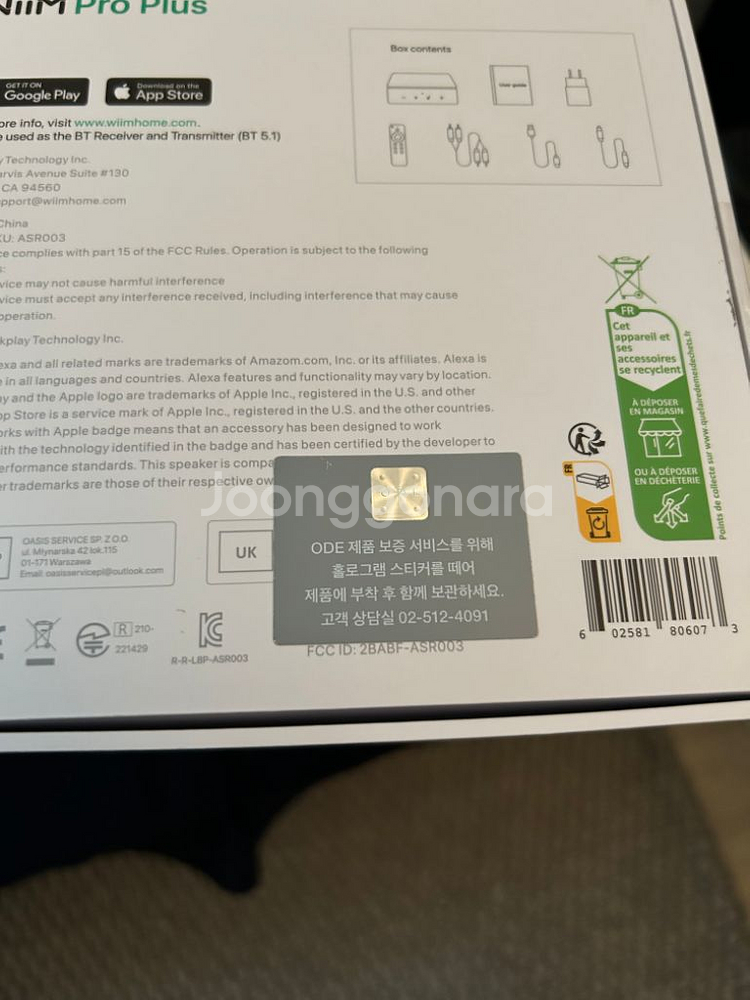 WiiM Pro Plus
Box contents
User guide
GET IT ON
Google Play
Download on the
App Store
ore info, visit www.wiimhome.com.
e used as the BT Receiver and Transmitter (BT 5.1)
y Technology Inc.
arvis Avenue Suite #130
CA 94560
pport@wiimhome.com
China
KU: ASR003
ce complies with part 15 of the FCC Rules. Operation is subject to the following
s:
vice may not cause harmful interference
vice must accept any interference received, including interference that may cause
operation.
kplay Technology Inc.
exa and all related marks are trademarks of Amazom.com, Inc. or its affiliates. Alexa is
e in all languages and countries. Alexa features and functionality may vary by location.
ay and the Apple logo are trademarks of Apple Inc., registered in the U.S. and other
pp Store is a service mark of Apple Inc., registered in the U.S. and the other countries.
orks with Apple badge means that an accessory has been designed to work
ith the technology identified in the badge and has been certified by the developer to
erformance standards. This speaker is compa
er trademarks are those of their respective ow
FR
Cet
appareil et
ses
accessoires
se recyclent
À DÉPOSER
EN MAGASIN
OU À DÉPOSER
EN DÉCHÈTERIE
Points de collecte sur www.quefairedemesdechets.fr
FR
Joonggonara
OASIS SERVICE SP. Z O.O.
ul. Młynarska 42 lok.115
01-171 Warszawa
Email: oasisservicepl@outlook.com
UK
ODE 제품 보증 서비스를 위해
홀로그램 스티커를 떼어
제품에 부착 후 함께 보관하세요.
고객 상담실 02-512-4091
R 210-
221429
R-R-LBP-ASR003
FCC ID: 2BABF-ASR003
6 02581 80607 3